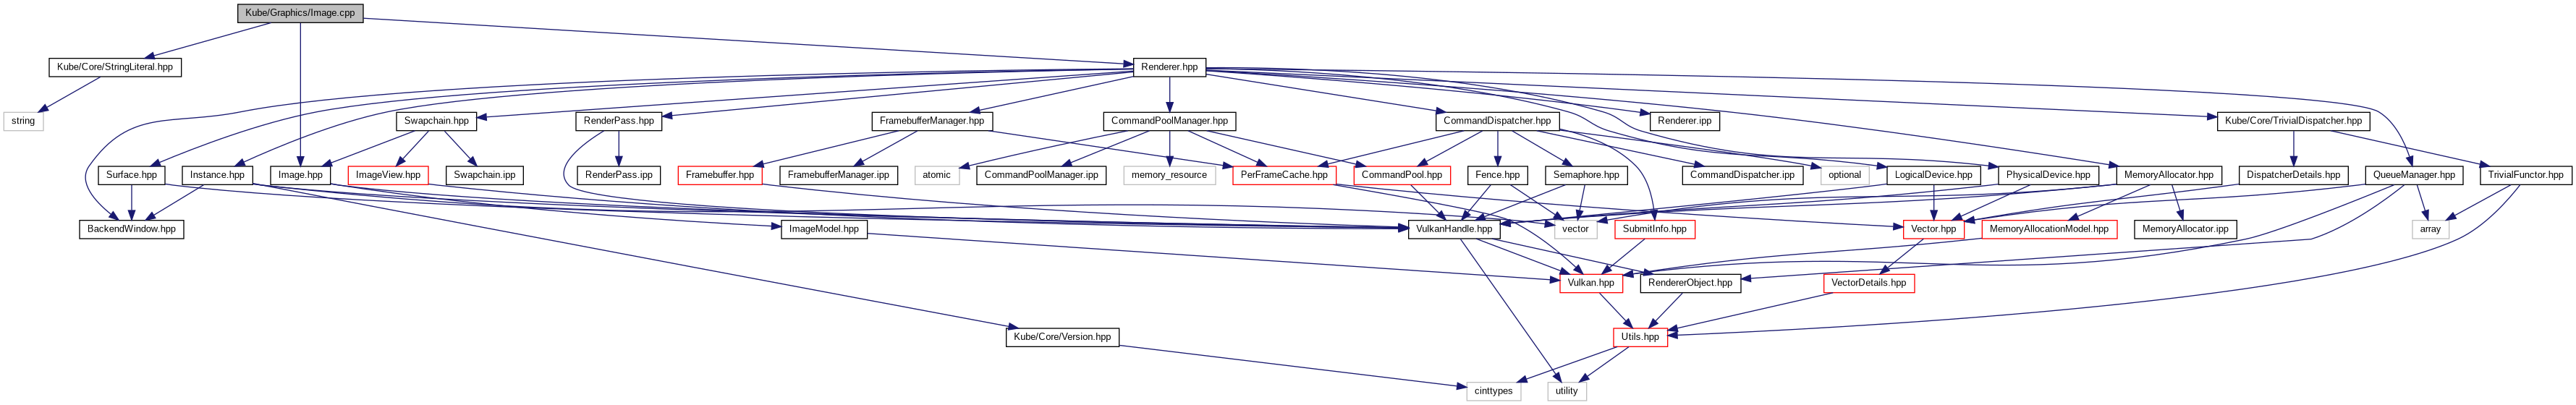 Kube/Graphics/Image.cpp
Kube/Core/StringLiteral.hpp
Renderer.hpp
string
Swapchain.hpp
RenderPass.hpp
FramebufferManager.hpp
CommandPoolManager.hpp
CommandDispatcher.hpp
Renderer.ipp
Kube/Core/TrivialDispatcher.hpp
Surface.hpp
Instance.hpp
Image.hpp
ImageView.hpp
Swapchain.ipp
RenderPass.ipp
Framebuffer.hpp
FramebufferManager.ipp
atomic
CommandPoolManager.ipp
memory_resource
PerFrameCache.hpp
CommandPool.hpp
Fence.hpp
Semaphore.hpp
CommandDispatcher.ipp
optional
LogicalDevice.hpp
PhysicalDevice.hpp
MemoryAllocator.hpp
DispatcherDetails.hpp
QueueManager.hpp
TrivialFunctor.hpp
BackendWindow.hpp
ImageModel.hpp
VulkanHandle.hpp
vector
SubmitInfo.hpp
Vector.hpp
MemoryAllocationModel.hpp
MemoryAllocator.ipp
array
Vulkan.hpp
RendererObject.hpp
VectorDetails.hpp
Kube/Core/Version.hpp
Utils.hpp
cinttypes
utility